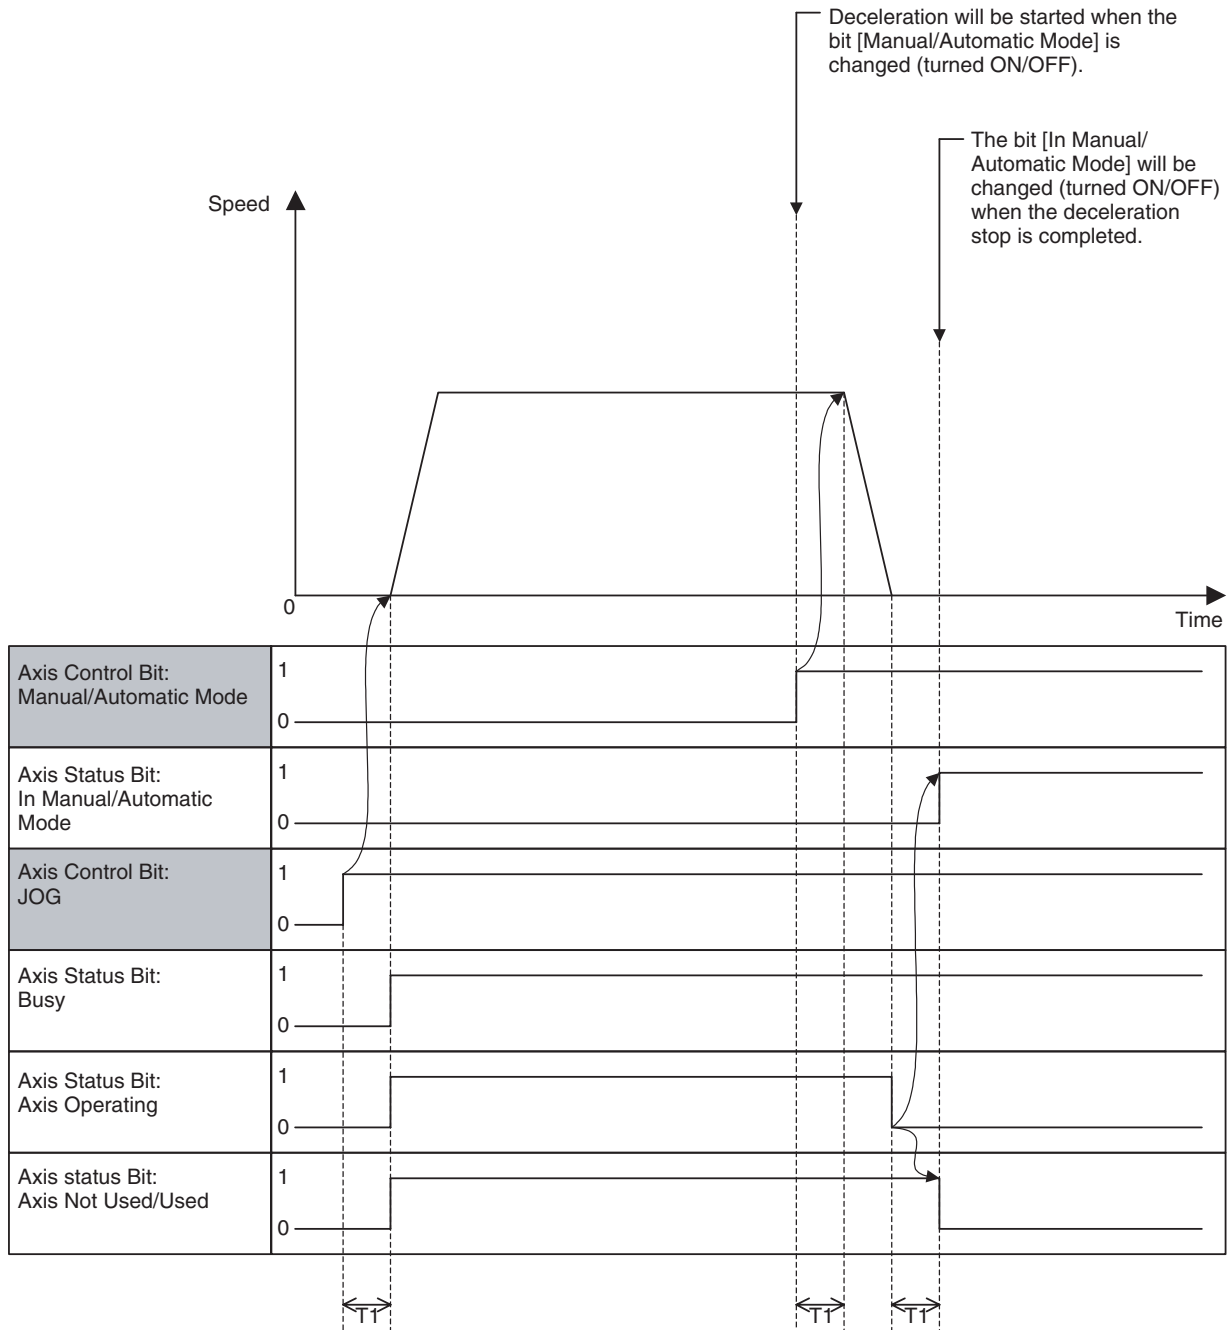 Deceleration will be started when the
bit [Manual/Automatic Mode] is
changed (turned ON/OFF).
The bit [In Manual/
Automatic Mode] will be
changed (turned ON/OFF)
when the deceleration
stop is completed.
Speed
0
Time
Axis Control Bit:
Manual/Automatic Mode
1
0
Axis Status Bit:
In Manual/Automatic
Mode
1
0
Axis Control Bit:
JOG
1
0
Axis Status Bit:
Busy
1
0
Axis Status Bit:
Axis Operating
1
0
Axis status Bit:
Axis Not Used/Used
1
0
T1
T1
T1